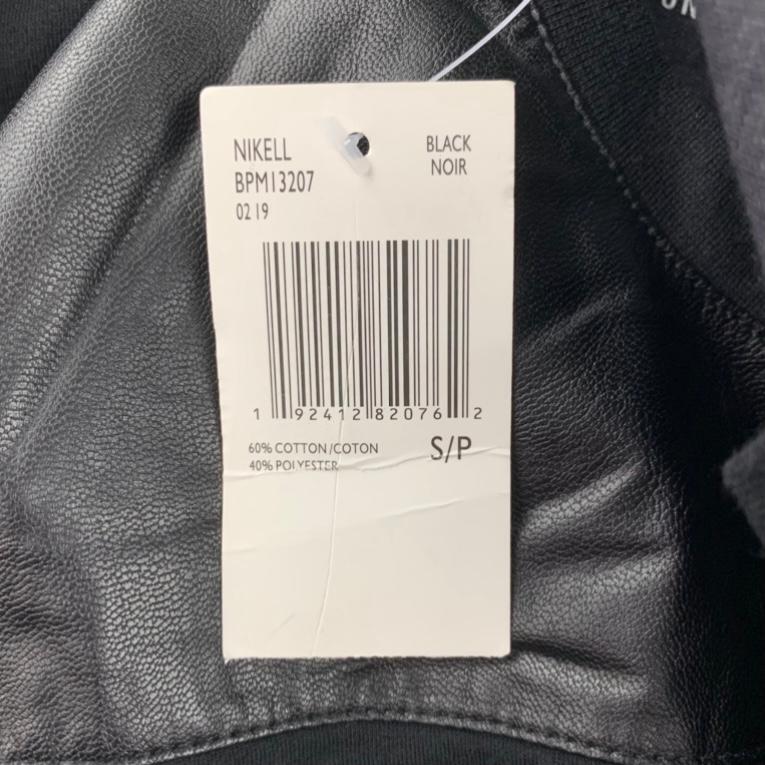 NIKELL
BPM13207
02 19
BLACK
NOIR
1 92412 82076 2
60% COTTON/COTON
40% POLYESTER
S/P